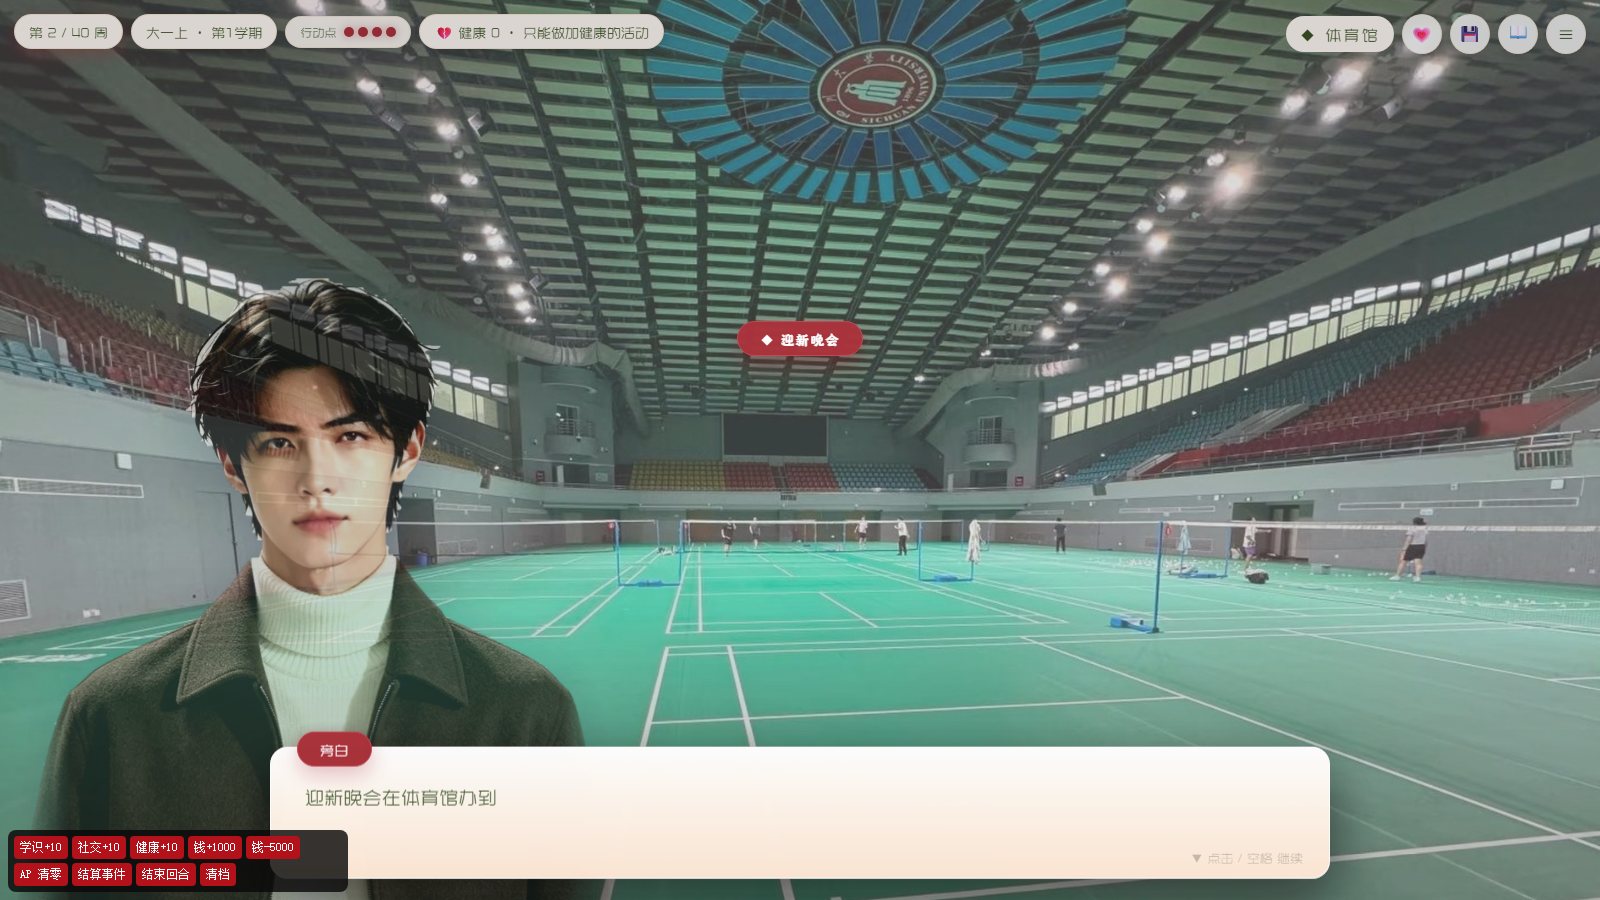 第 2 / 40 周
大一上 · 第1学期
行动点
健康 0 · 只能做加健康的活动
◆ 体育馆
SICHUAN
◆ 迎新晚会
旁白
迎新晚会在体育馆办到
▼ 点击 / 空格 继续
学识+10
社交+10
健康+10
钱+1000
钱-5000
AP 清零
结算事件
结束回合
清档